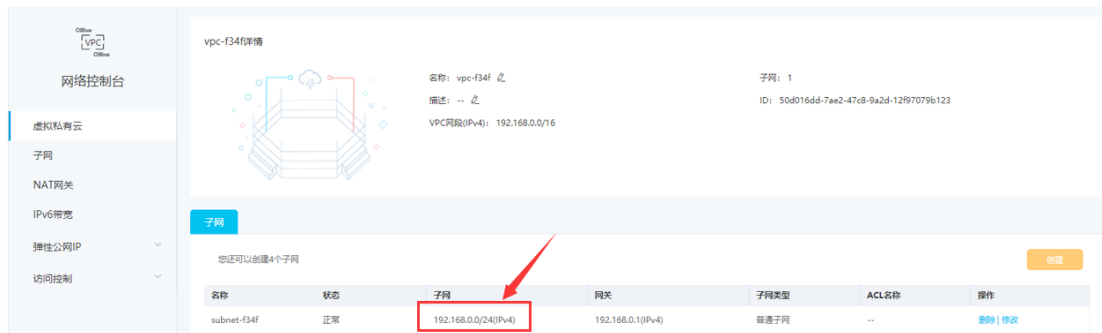 Office
VPC
Office
网络控制台
虚拟私有云
子网
NAT网关
IPv6带宽
弹性公网IP
访问控制
vpc-f34f详情
名称: vpc-f34f
描述: --
VPC网段(IPv4): 192.168.0.0/16
子网: 1
ID: 50d016dd-7ae2-47c8-9a2d-12f97079b123
子网
您还可以创建4个子网
创建
名称 状态 子网 网关 子网类型 ACL名称 操作
subnet-f34f 正常 192.168.0.0/24(IPv4) 192.168.0.1(IPv4) 普通子网 -- 删除|修改